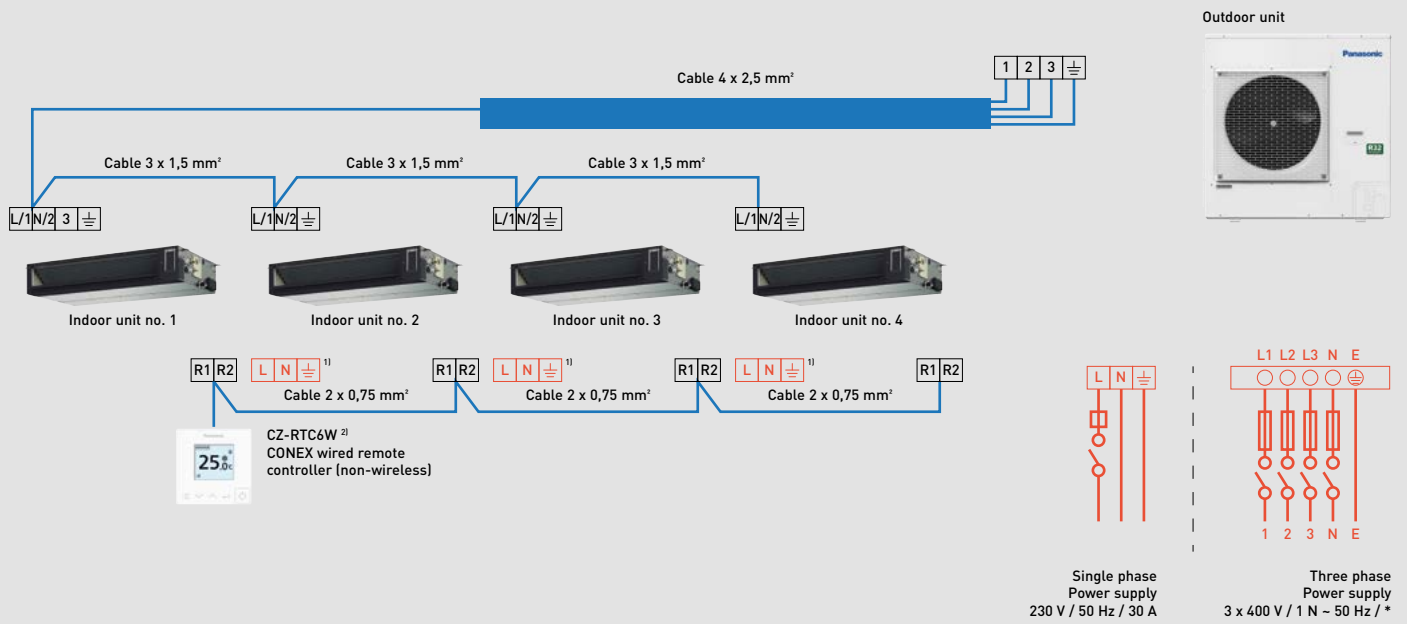 Outdoor unit
Panasonic
R32
Cable 4 x 2,5 mm²
1 2 3
Cable 3 x 1,5 mm²
Cable 3 x 1,5 mm²
Cable 3 x 1,5 mm²
L/1 N/2 3
L/1 N/2
L/1 N/2
L/1 N/2
Indoor unit no. 1
Indoor unit no. 2
Indoor unit no. 3
Indoor unit no. 4
R1 R2
L N 1)
R1 R2
L N 1)
R1 R2
L N 1)
R1 R2
Cable 2 x 0,75 mm²
Cable 2 x 0,75 mm²
Cable 2 x 0,75 mm²
Panasonic
25.0c
CZ-RTC6W 2)
CONEX wired remote
controller (non-wireless)
L N
L1 L2 L3 N E
1 2 3 N E
Single phase
Power supply
230 V / 50 Hz / 30 A
Three phase
Power supply
3 x 400 V / 1 N ~ 50 Hz / *